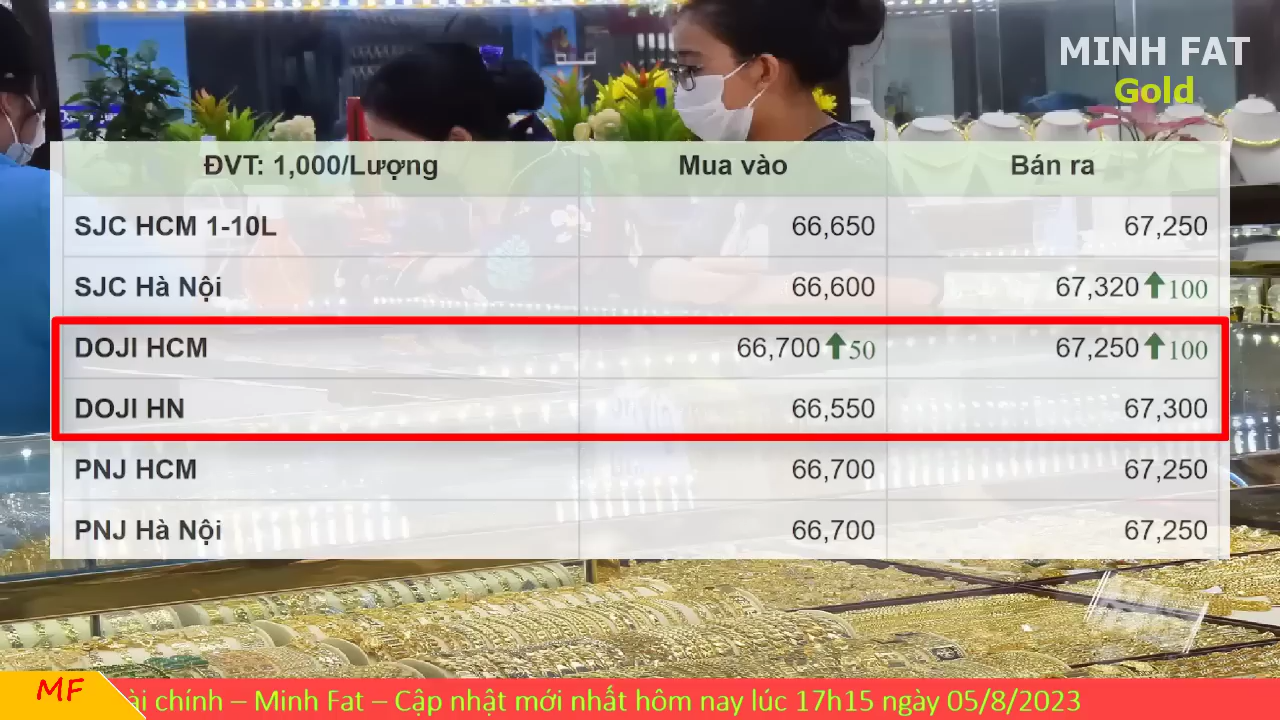 MINH FAT
Gold
ĐVT: 1,000/Lượng Mua vào Bán ra
SJC HCM 1-10L 66,650 67,250
SJC Hà Nội 66,600 67,320 100
DOJI HCM 66,700 50 67,250 100
DOJI HN 66,550 67,300
PNJ HCM 66,700 67,250
PNJ Hà Nội 66,700 67,250
MF
chính – Minh Fat – Cập nhật mới nhất hôm nay lúc 17h15 ngày 05/8/2023